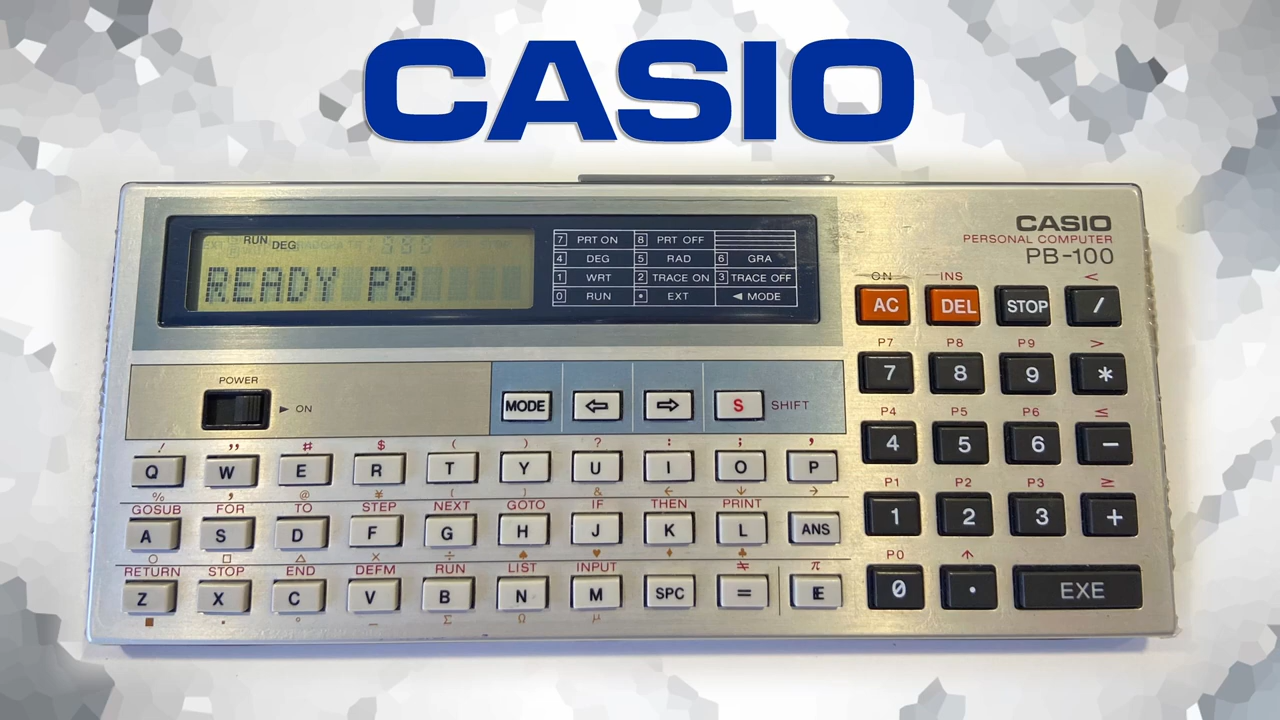 CASIO
CASIO
PERSONAL COMPUTER
PB-100
RUN DEG
READY P0
7 PRT ON 8 PRT OFF
4 DEG 5 RAD 6 GRA
1 WRT 2 TRACE ON 3 TRACE OFF
0 RUN • EXT ◄ MODE
ON INS <
AC DEL STOP /
P7 P8 P9 >
7 8 9 *
POWER
► ON
MODE ⇦ ⇨ S SHIFT
P4 P5 P6 ≤
4 5 6 −
! ” # $ ( ) ? : ; ,
Q W E R T Y U I O P
% ’ @ ¥ ( ) & ← ↓ →
P1 P2 P3 ≥
1 2 3 +
GOSUB FOR TO STEP NEXT GOTO IF THEN PRINT
A S D F G H J K L ANS
○ □ △ × ÷ ♠ ♥ ♦ ♣
P0 ↑
0 . EXE
RETURN STOP END DEFM RUN LIST INPUT ≠ π
Z X C V B N M SPC = E
■ · ° _ Σ Ω μ